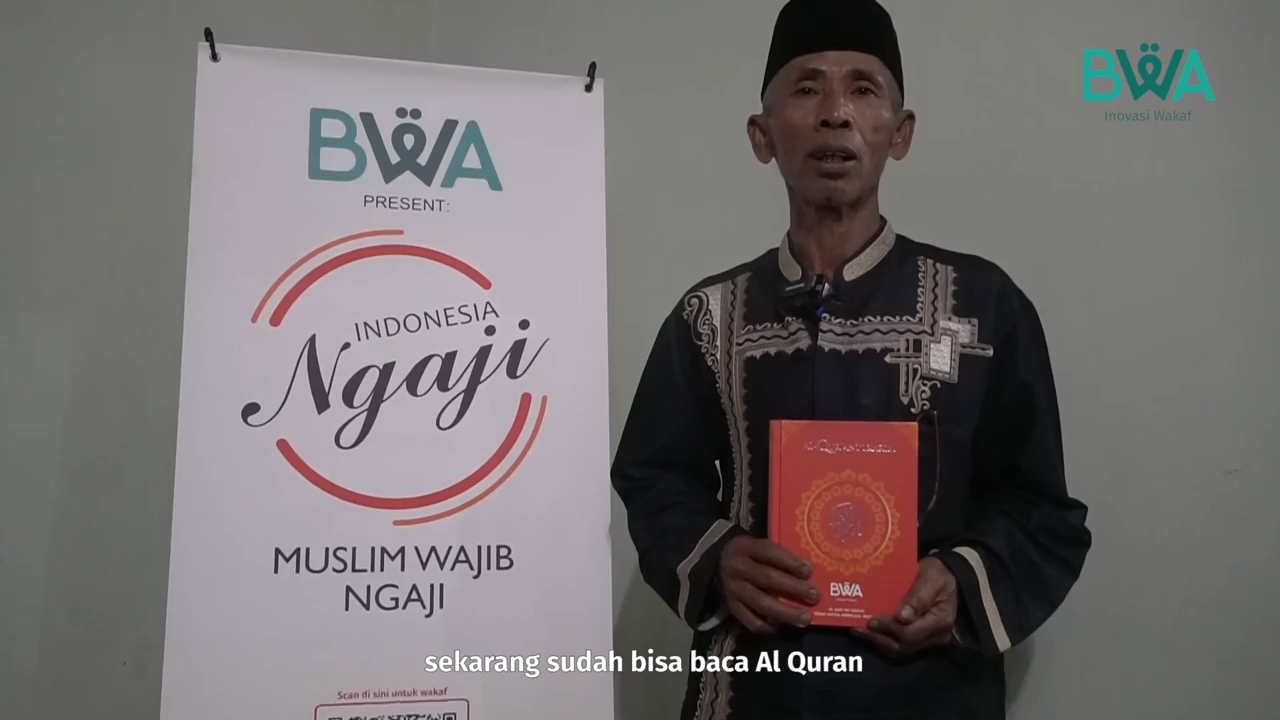 BWA
PRESENT:
INDONESIA
Ngaji
MUSLIM WAJIB
NGAJI
Scan di sini untuk wakaf
BWA
Inovasi Wakaf
BWA
sekarang sudah bisa baca Al Quran